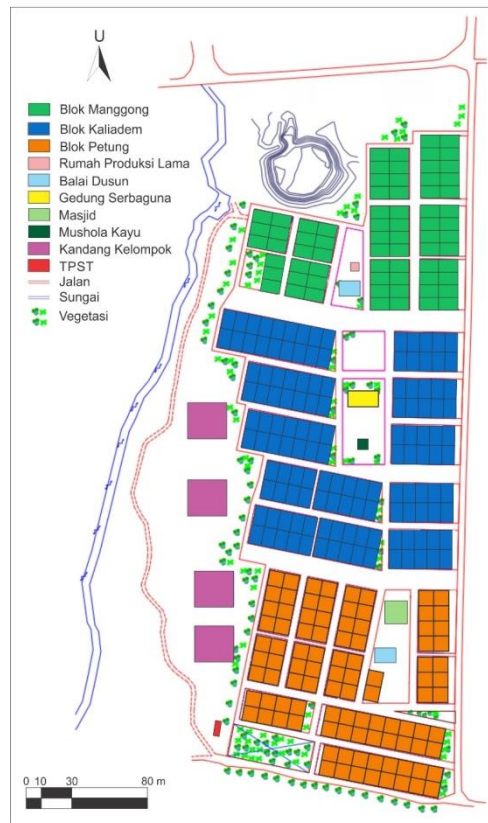 U
Blok Manggong
Blok Kaliadem
Blok Petung
Rumah Produksi Lama
Balai Dusun
Gedung Serbaguna
Masjid
Mushola Kayu
Kandang Kelompok
TPST
Jalan
Sungai
Vegetasi
0 10 30 80 m